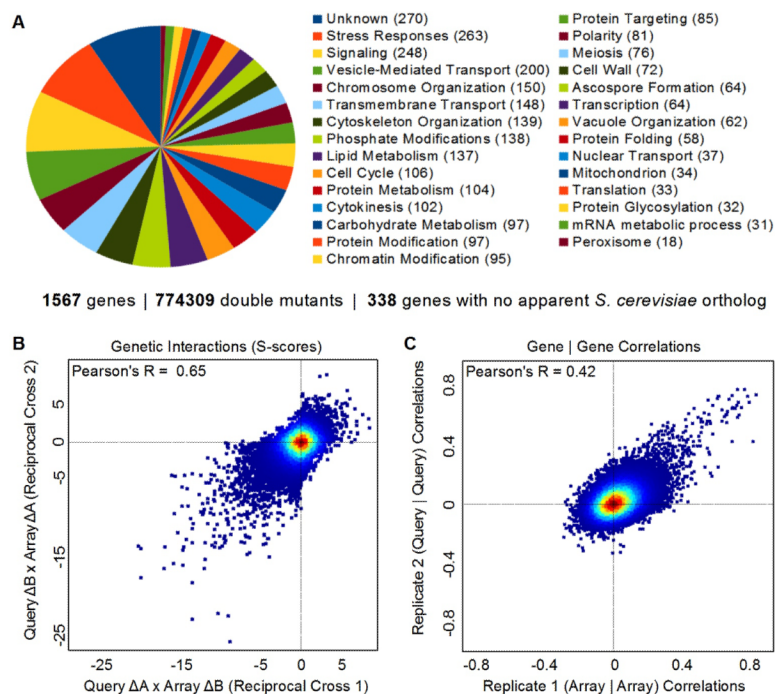 A
Unknown (270)
Stress Responses (263)
Signaling (248)
Vesicle-Mediated Transport (200)
Chromosome Organization (150)
Transmembrane Transport (148)
Cytoskeleton Organization (139)
Phosphate Modifications (138)
Lipid Metabolism (137)
Cell Cycle (106)
Protein Metabolism (104)
Cytokinesis (102)
Carbohydrate Metabolism (97)
Protein Modification (97)
Chromatin Modification (95)
Protein Targeting (85)
Polarity (81)
Meiosis (76)
Cell Wall (72)
Ascospore Formation (64)
Transcription (64)
Vacuole Organization (62)
Protein Folding (58)
Nuclear Transport (37)
Mitochondrion (34)
Translation (33)
Protein Glycosylation (32)
mRNA metabolic process (31)
Peroxisome (18)
1567 genes | 774309 double mutants | 338 genes with no apparent S. cerevisiae ortholog
B
Genetic Interactions (S-scores)
Pearson's R = 0.65
Query ΔB x Array ΔA (Reciprocal Cross 2)
5
0
-5
-15
-25
-25
-15
-5
0
5
Query ΔA x Array ΔB (Reciprocal Cross 1)
C
Gene | Gene Correlations
Pearson's R = 0.42
Replicate 2 (Query | Query) Correlations
0.8
0.4
0
-0.4
-0.8
-0.8
-0.4
0
0.4
0.8
Replicate 1 (Array | Array) Correlations